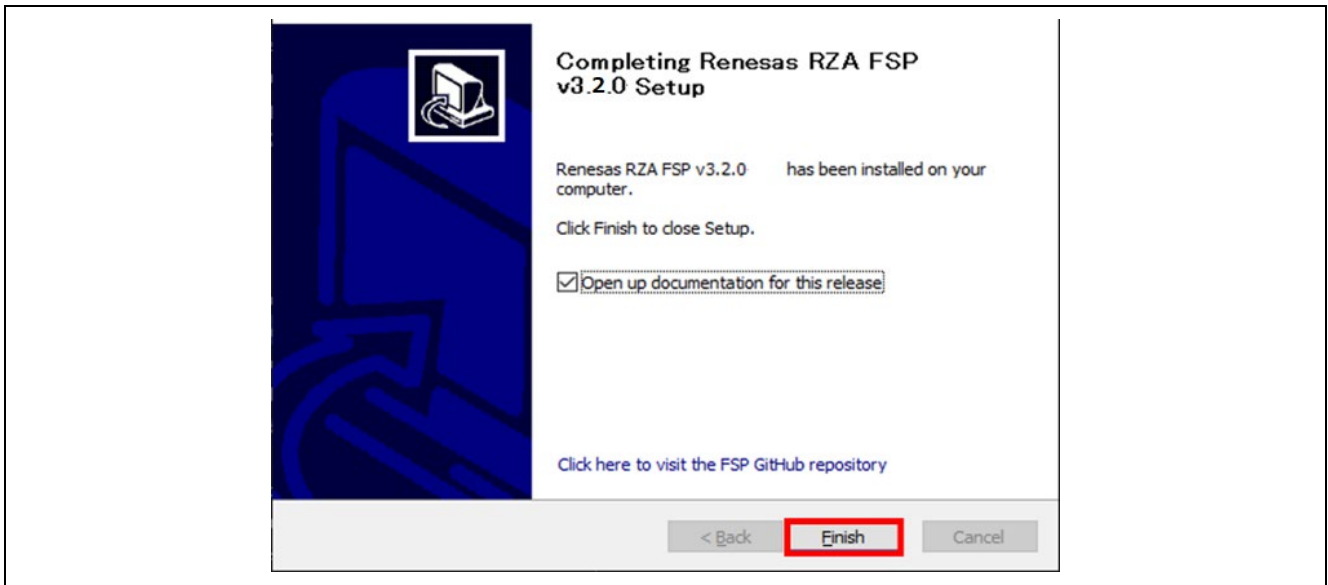 Completing Renesas RZA FSP
v3.2.0 Setup
Renesas RZA FSP v3.2.0 has been installed on your
computer.
Click Finish to close Setup.
Open up documentation for this release
Click here to visit the FSP GitHub repository
< Back Finish Cancel